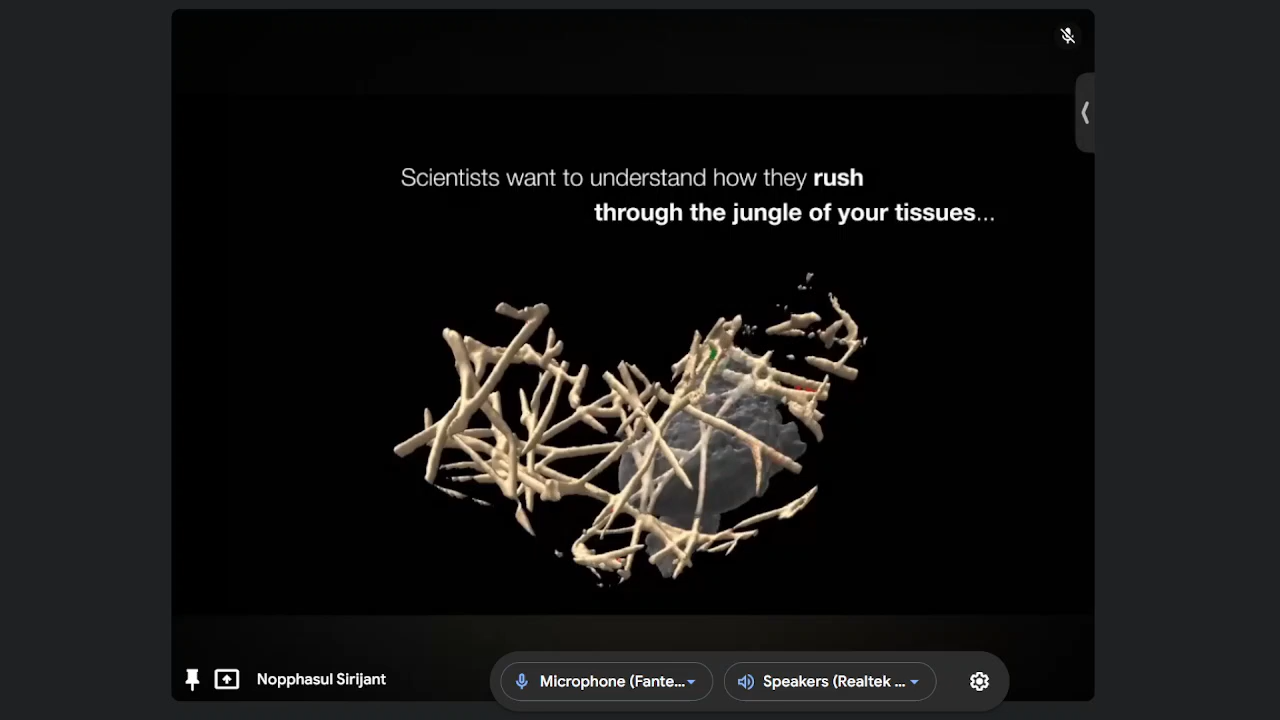 Scientists want to understand how they rush
through the jungle of your tissues...
Nopphasul Sirijant
Microphone (Fante...
Speakers (Realtek ...